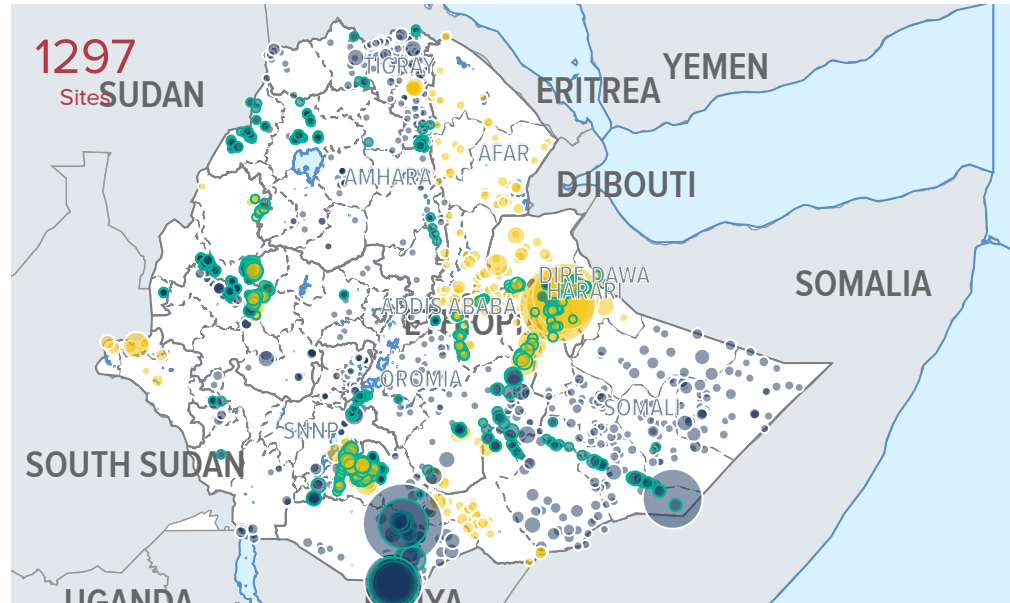 1297
Sites
SUDAN
YEMEN
TIGRAY
ERITREA
AFAR
AMHARA
DJIBOUTI
DIRE DAWA
HARARI
SOMALIA
ADDIS ABABA
OROMIA
SOMALI
SNNP
SOUTH SUDAN
UGANDA